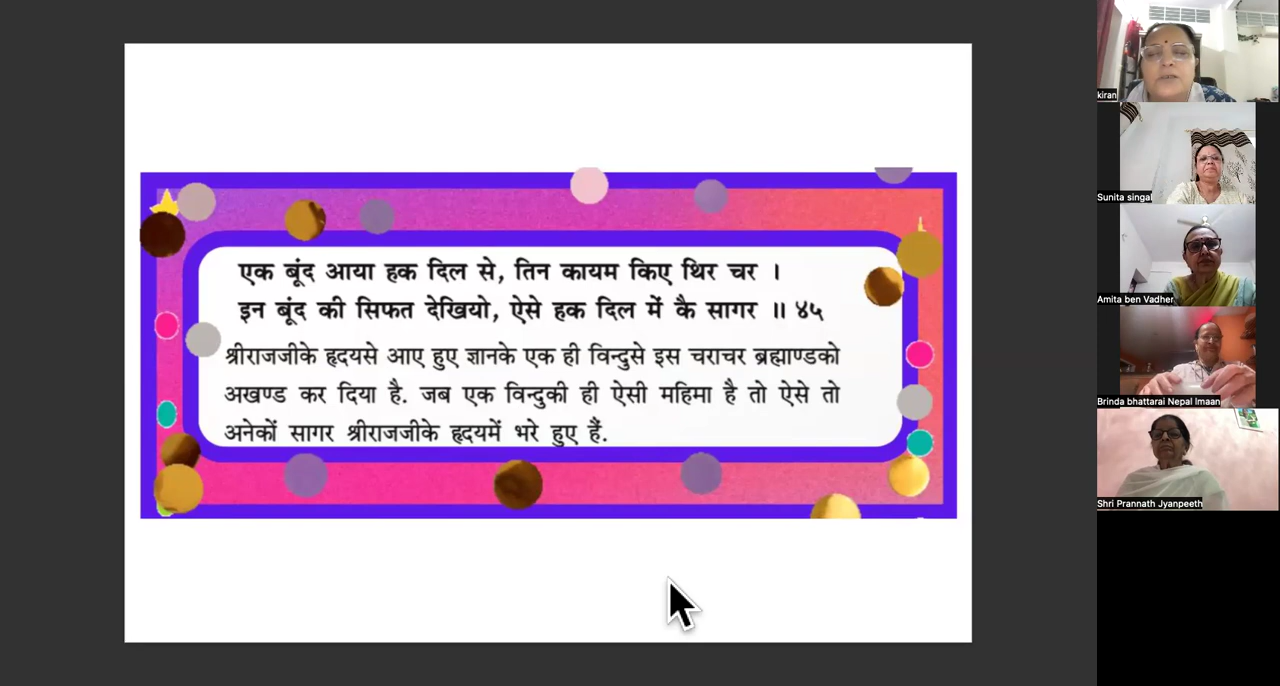 एक बूंद आया हक दिल से, तिन कायम किए थिर चर ।
इन बूंद की सिफत देखियो, ऐसे हक दिल में कै सागर ॥ ४५
श्रीराजजीके हृदयसे आए हुए ज्ञानके एक ही विन्दुसे इस चराचर ब्रह्माण्डको
अखण्ड कर दिया है. जब एक विन्दुकी ही ऐसी महिमा है तो ऐसे तो
अनेकों सागर श्रीराजजीके हृदयमें भरे हुए हैं.
kiran
Sunita singal
Amita ben Vadher
Brinda bhattarai Nepal Imaan
Shri Prannath Jyanpeeth